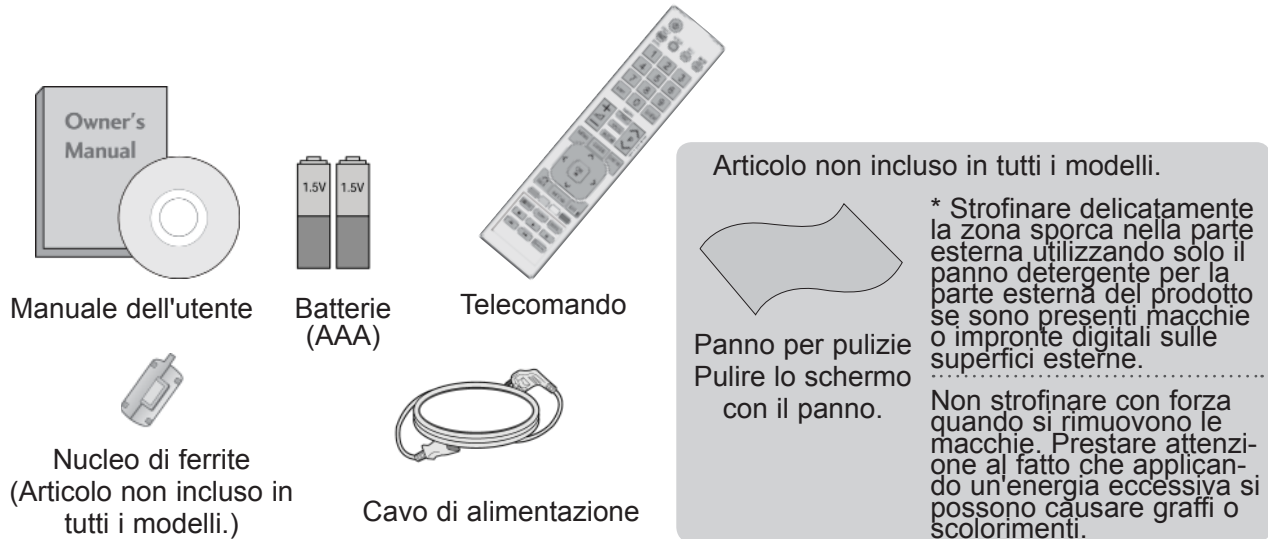 Owner's
Manual
1.5V
1.5V
Manuale dell'utente
Batterie
(AAA)
Telecomando
Nucleo di ferrite
(Articolo non incluso in
tutti i modelli.)
Cavo di alimentazione
Articolo non incluso in tutti i modelli.
Panno per pulizie
Pulire lo schermo
con il panno.
* Strofinare delicatamente
la zona sporca nella parte
esterna utilizzando solo il
panno detergente per la
parte esterna del prodotto
se sono presenti macchie
o impronte digitali sulle
superfici esterne.
Non strofinare con forza
quando si rimuovono le
macchie. Prestare attenzi-
one al fatto che applican-
do un'energia eccessiva si
possono causare graffi o
scolorimenti.